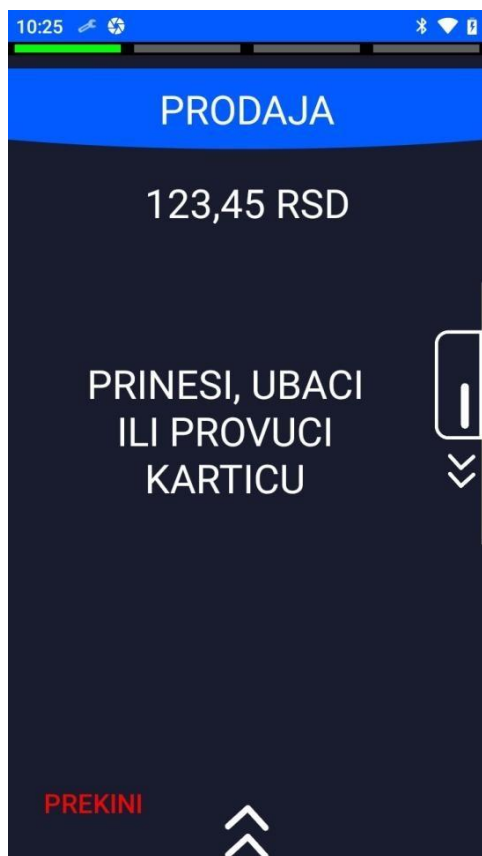 10:25
PRODAJA
123,45 RSD
PRINESI, UBACI
ILI PROVUCI
KARTICU
PREKINI